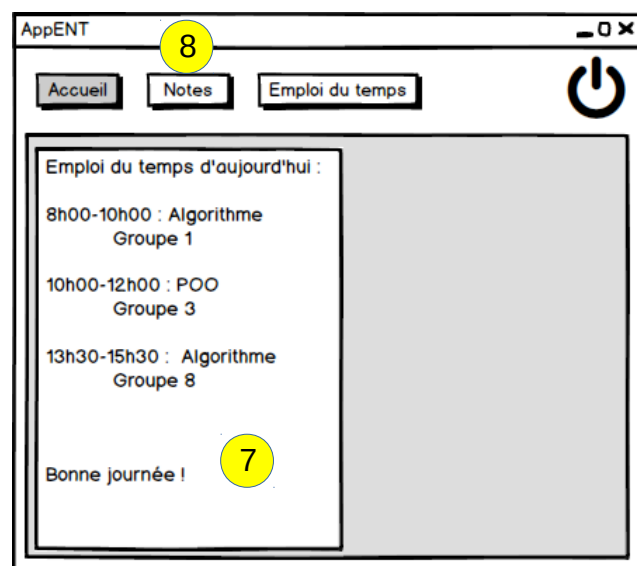 AppENT
8
Accueil
Notes
Emploi du temps
Emploi du temps d'aujourd'hui :
8h00-10h00 : Algorithme
Groupe 1
10h00-12h00 : POO
Groupe 3
13h30-15h30 : Algorithme
Groupe 8
7
Bonne journée !